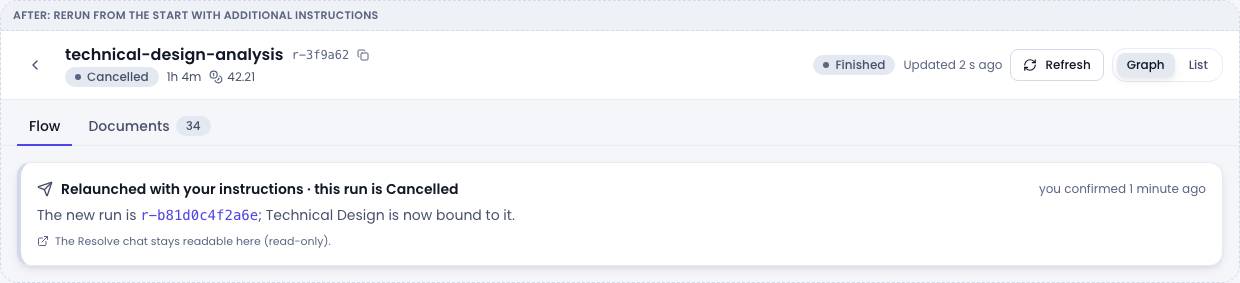 AFTER: RERUN FROM THE START WITH ADDITIONAL INSTRUCTIONS
technical-design-analysis r-3f9a62
Cancelled 1h 4m 42.21
Finished Updated 2 s ago Refresh Graph List
Flow Documents 34
Relaunched with your instructions · this run is Cancelled
you confirmed 1 minute ago
The new run is r-b81d0c4f2a6e; Technical Design is now bound to it.
The Resolve chat stays readable here (read-only).